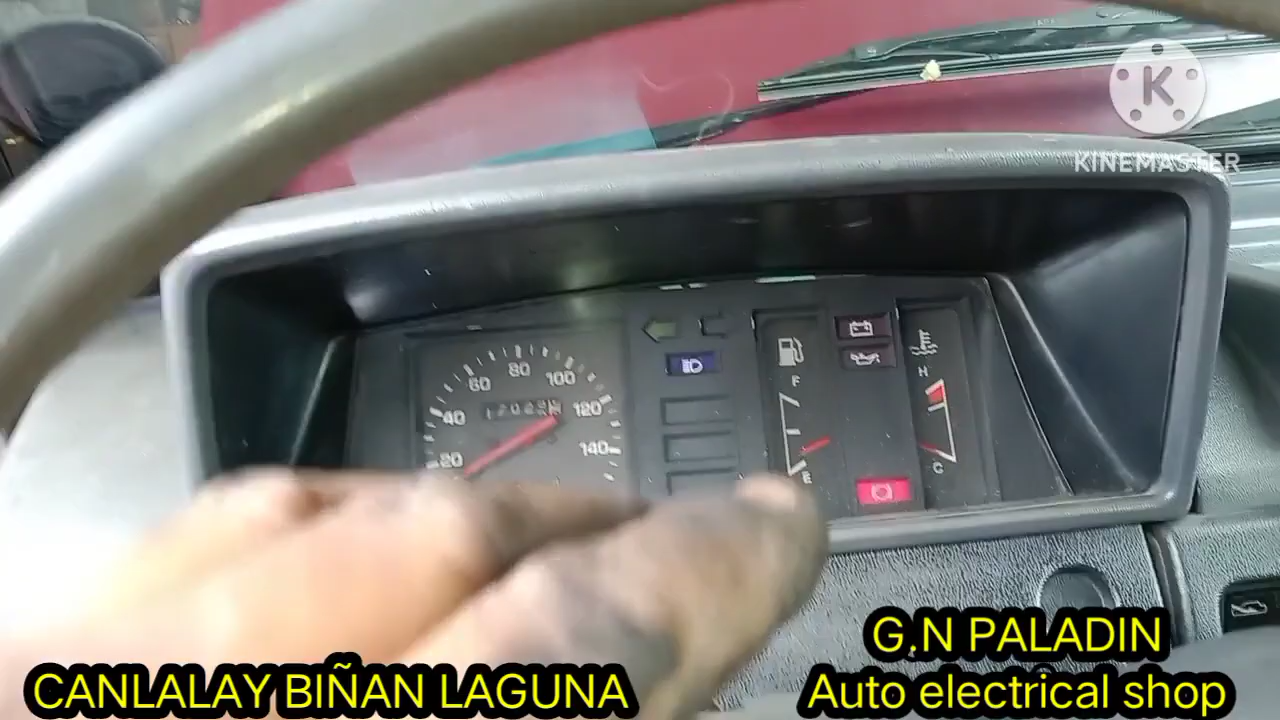 K
KINEMASTER
80
60
100
40
120
20
140
F
H
E
C
G.N PALADIN
CANLALAY BIÑAN LAGUNA
Auto electrical shop